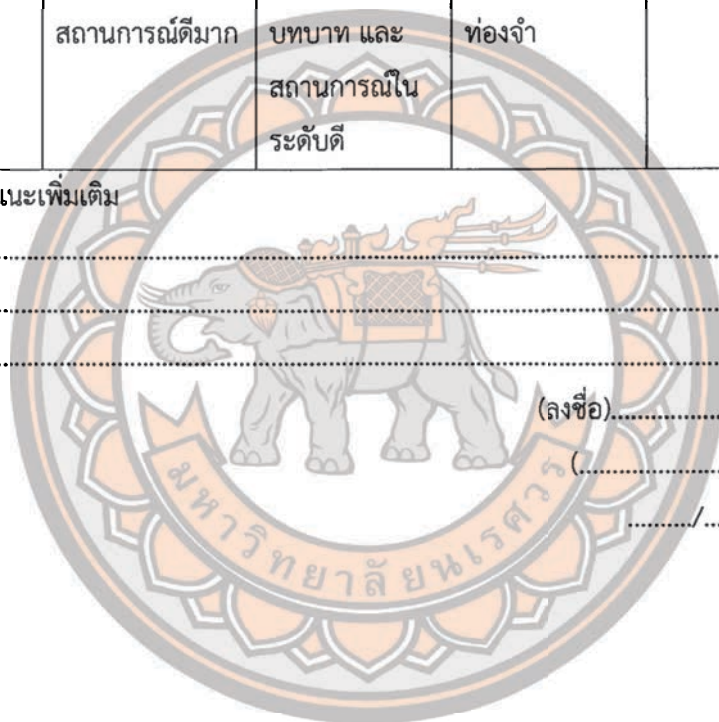 สถานการณ์ดีมาก บทบาท และ ท่องจำ
สถานการณ์ใน
ระดับดี
แนะเพิ่มเติม
(ลงชื่อ)....................
(....................
............/...
มหาวิทยาลัยนเรศวร